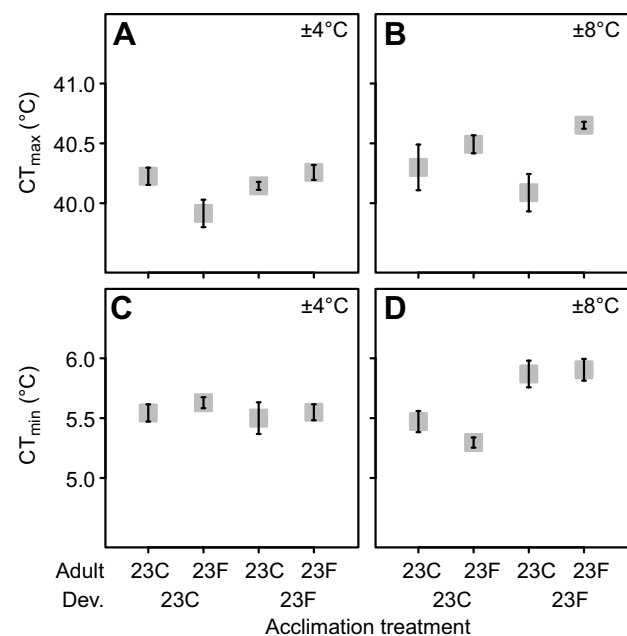 A ±4°C B ±8°C
41.0
40.5
40.0
CTmax (°C)
C ±4°C D ±8°C
6.0
5.5
5.0
CTmin (°C)
Adult 23C 23F 23C 23F 23C 23F 23C 23F
Dev. 23C 23F 23C 23F
Acclimation treatment